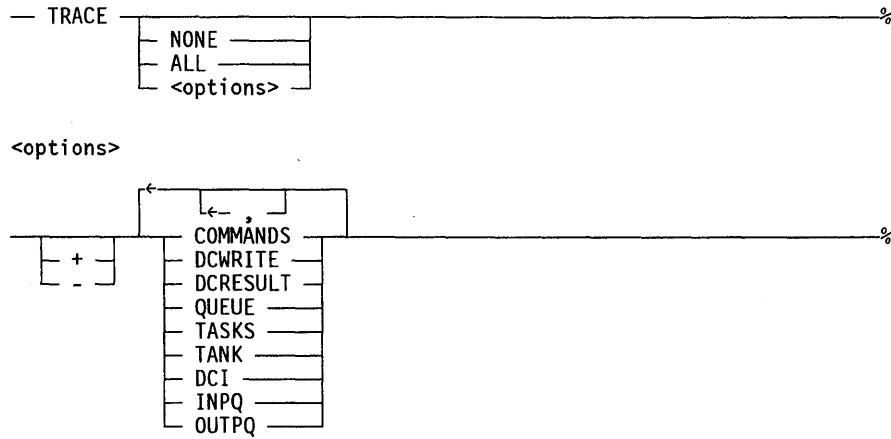 TRACE
%
NONE
ALL
<options>
<options>
,
COMMANDS
%
+
DCWRITE
-
DCRESULT
QUEUE
TASKS
TANK
DCI
INPQ
OUTPQ